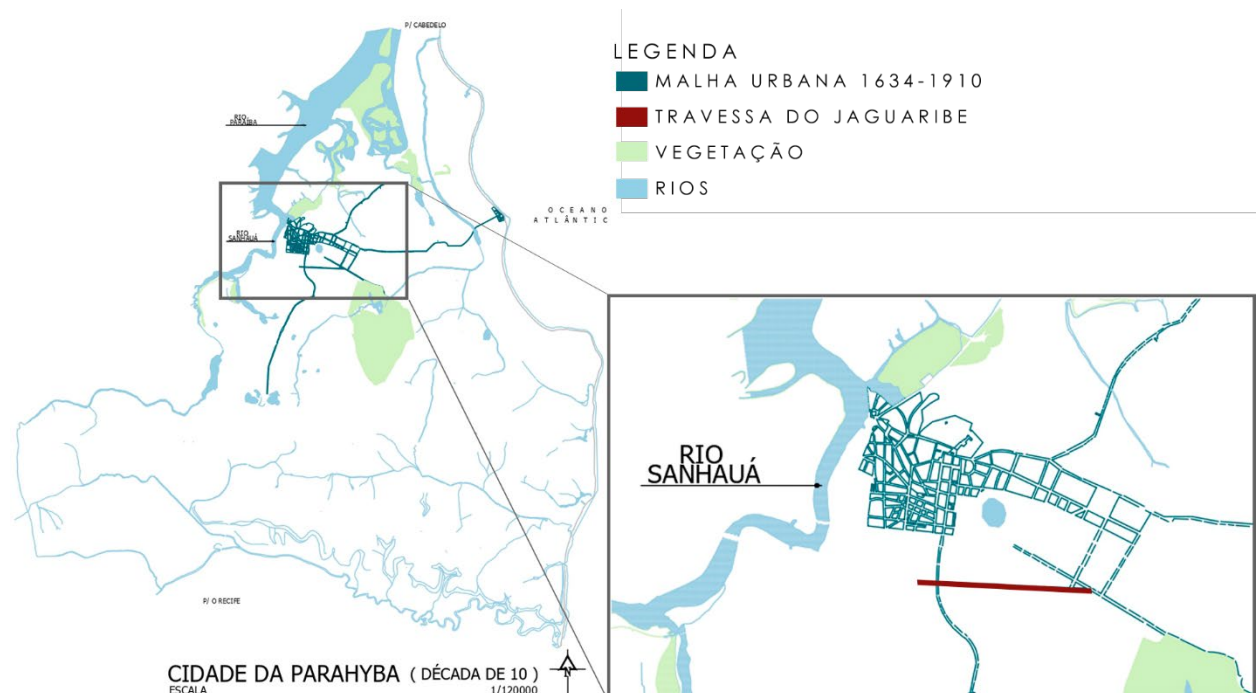 P/ CABEDELO
LEGENDA
MALHA URBANA 1634-1910
TRAVESSA DO JAGUARIBE
VEGETAÇÃO
RIOS
RIO
PARAÍBA
OCEANO
ATLÂNTIC
RIO
SANHAUÁ
RIO
SANHAUÁ
P/ O RECIFE
CIDADE DA PARAHYBA ( DÉCADA DE 10 )
ESCALA
1/120000
N